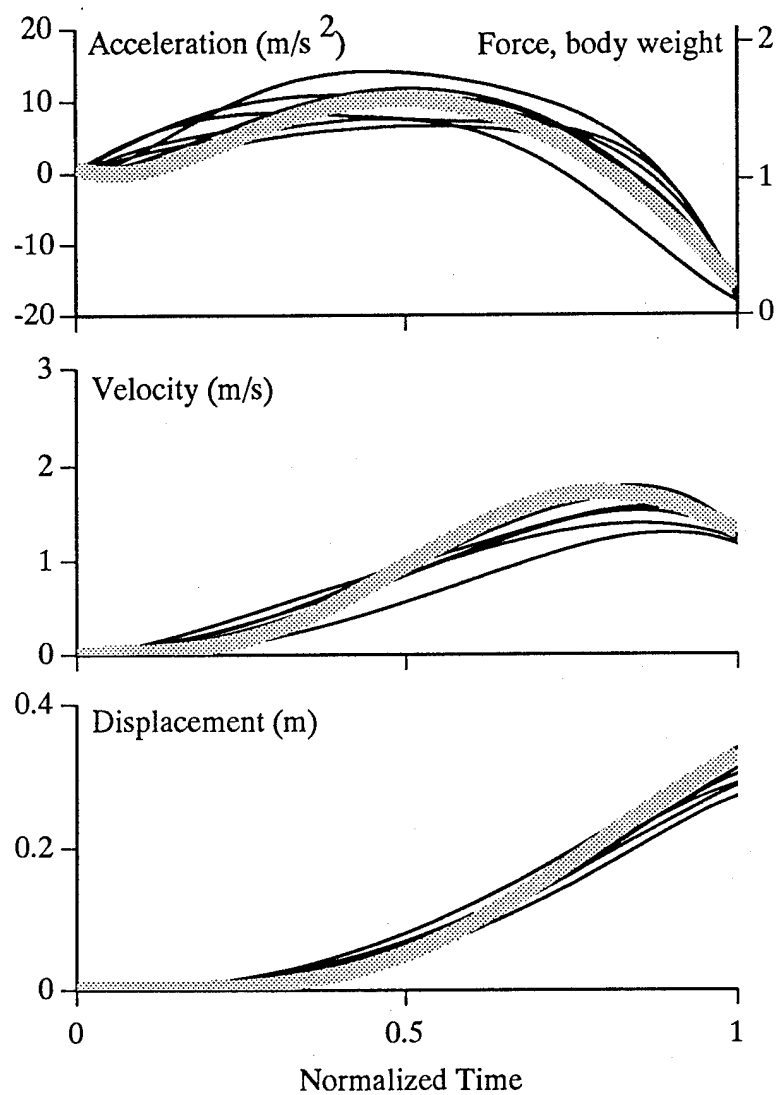 Acceleration (m/s 2) Force, body weight
20 2
10
0 1
-10
-20 0
Velocity (m/s)
3
2
1
0
Displacement (m)
0.4
0.2
0
0 0.5 1
Normalized Time